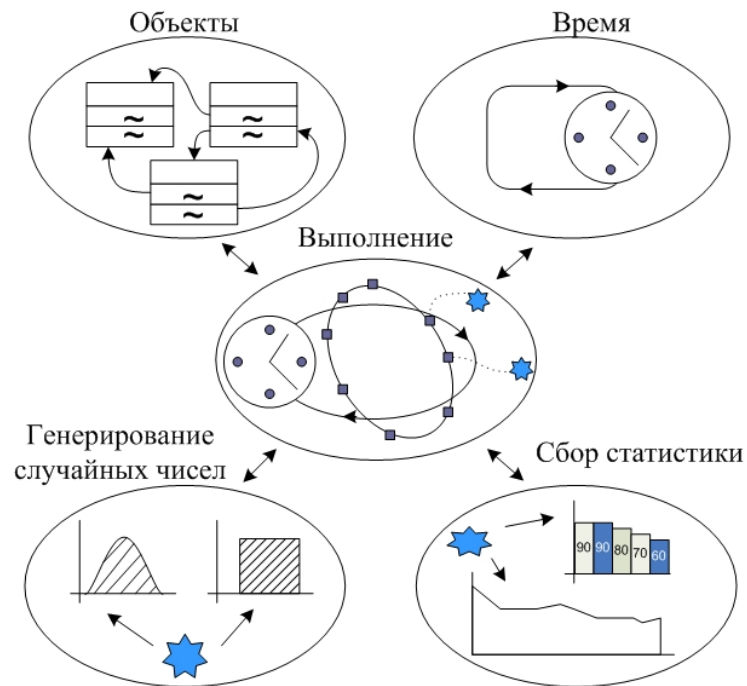 Объекты
Время
Выполнение
Генерирование
случайных чисел
Сбор статистики
90 90 80 70 60